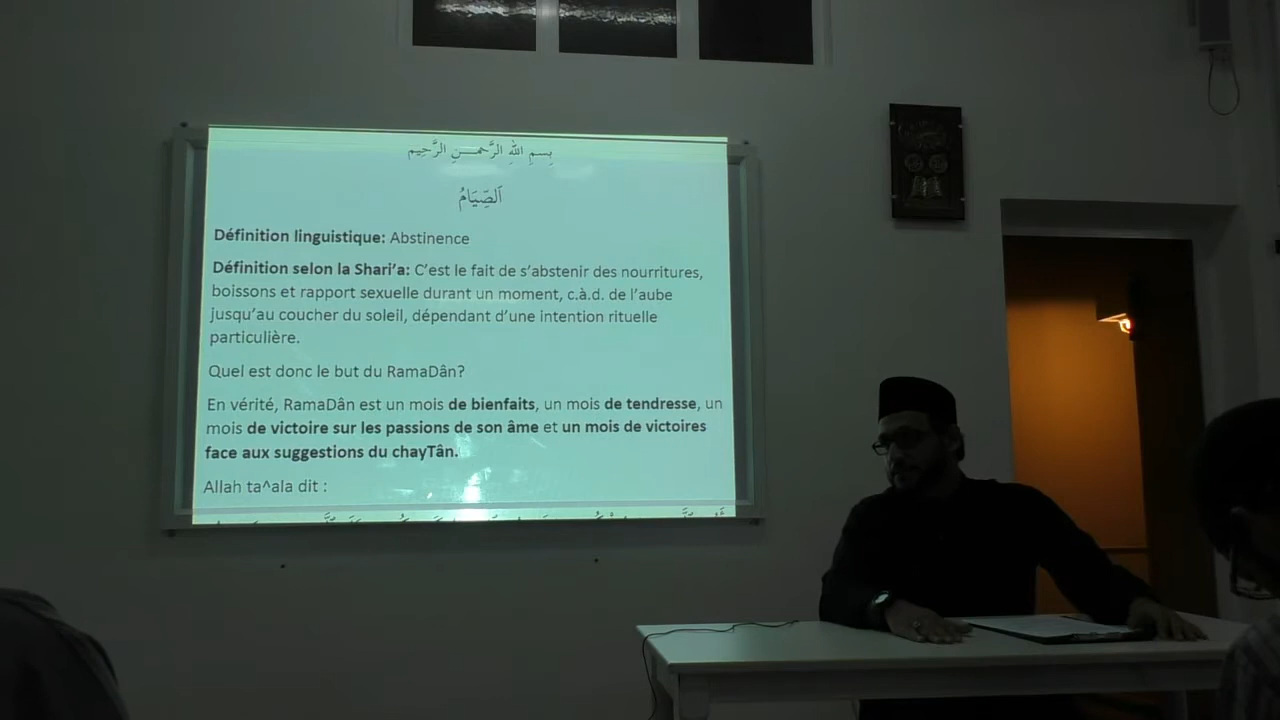 بِسمِ اللهِ الرَّحمـٰـنِ الرَّحِيم
اَلصِّيَامُ
Définition linguistique: Abstinence
Définition selon la Shari’a: C’est le fait de s’abstenir des nourritures,
boissons et rapport sexuelle durant un moment, c.à.d. de l’aube
jusqu’au coucher du soleil, dépendant d’une intention rituelle
particulière.
Quel est donc le but du RamaDân?
En vérité, RamaDân est un mois de bienfaits, un mois de tendresse, un
mois de victoire sur les passions de son âme et un mois de victoires
face aux suggestions du chayTân.
Allah ta^ala dit :